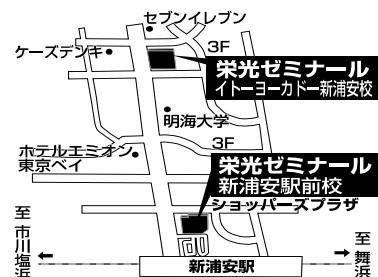 セブンイレブン
ケーズデンキ
3F
栄光ゼミナール
イトーヨーカドー新浦安校
明海大学
3F
ホテルエミオン
東京ベイ
栄光ゼミナール
新浦安駅前校
ショッパーズプラザ
至市川塩浜
至舞浜
新浦安駅